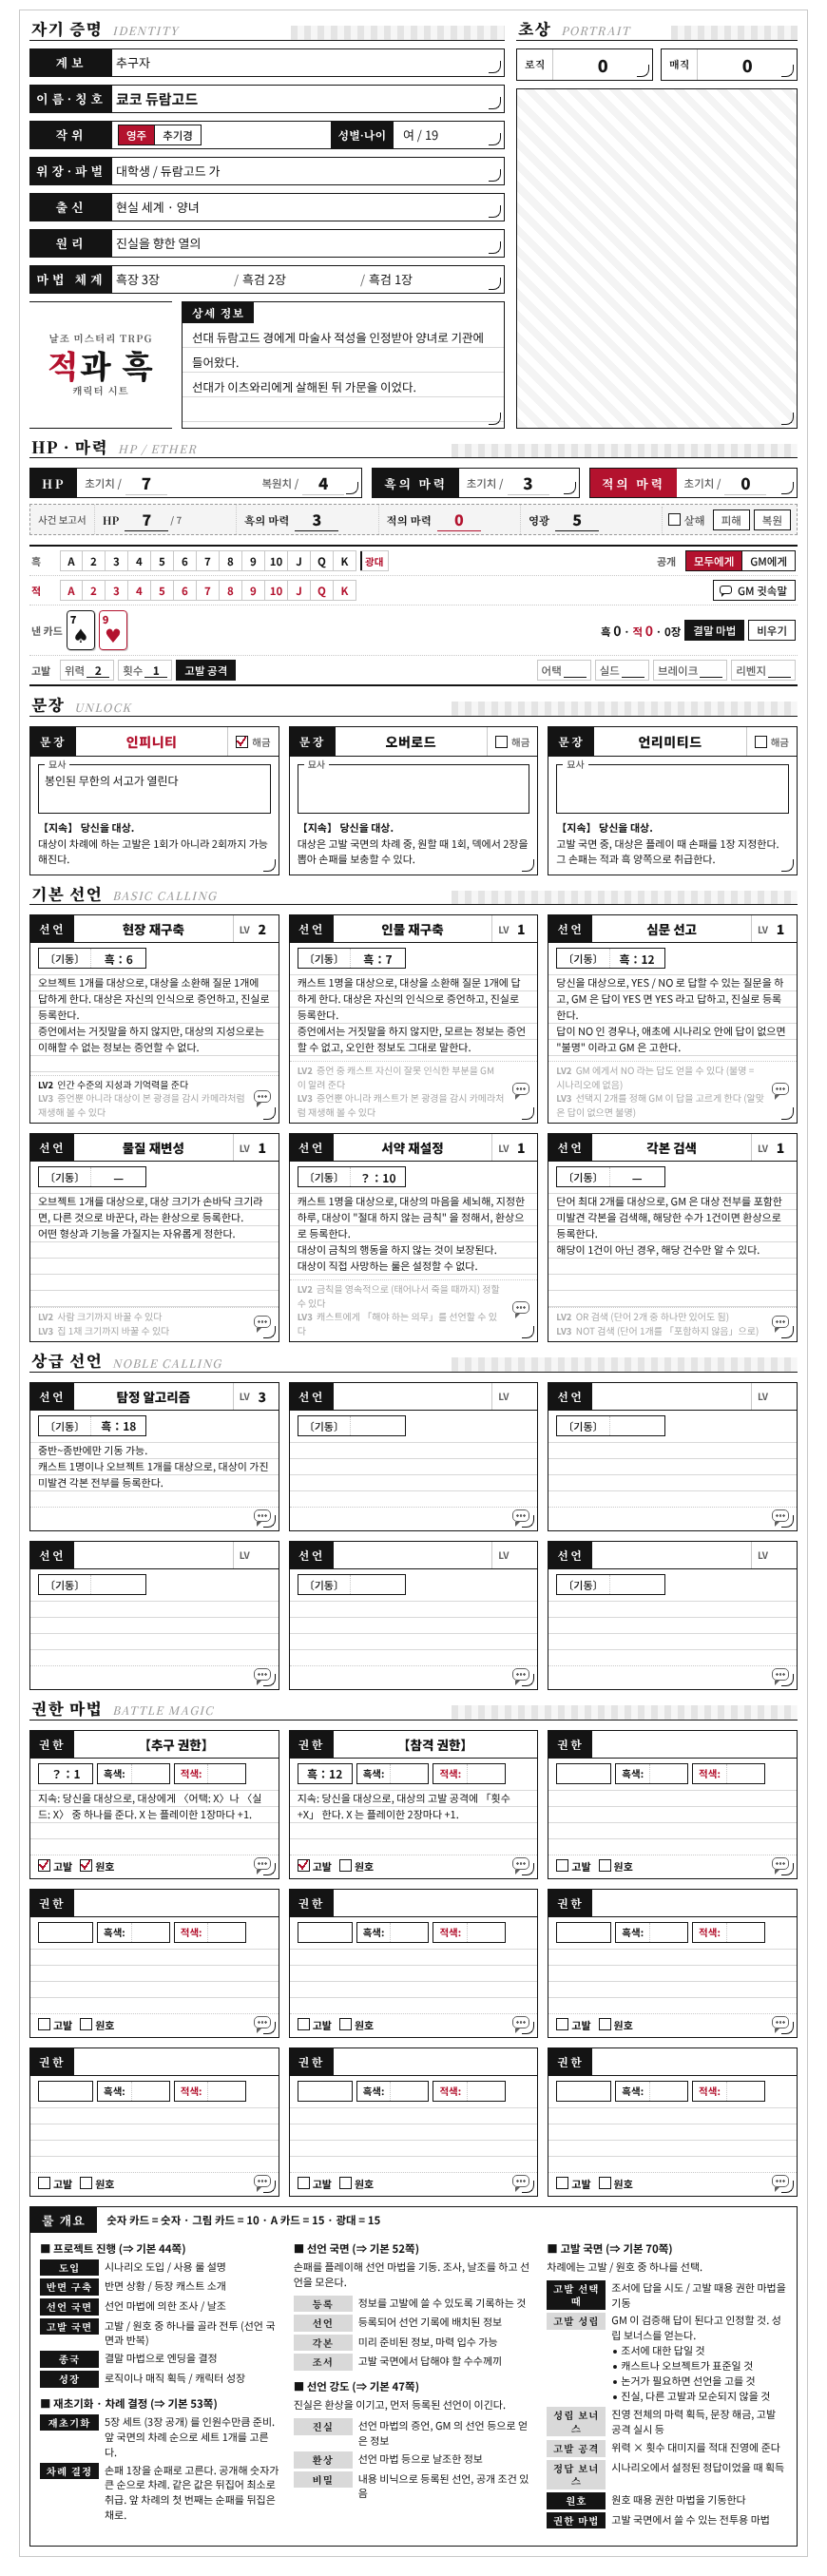 자기 증명 IDENTITY
계보 추구자
이름·칭호 쿄코 듀람고드
작위 영주 추기경 성별·나이 여 / 19
위장·파벌 대학생 / 듀람고드 가
출신 현실 세계 · 양녀
원리 진실을 향한 열의
마법 체계 흑장 3장 / 흑검 2장 / 흑검 1장
날조 미스터리 TRPG
적과 흑
캐릭터 시트
상세 정보
선대 듀람고드 경에게 마술사 적성을 인정받아 양녀로 기관에
들어왔다.
선대가 이츠와리에게 살해된 뒤 가문을 이었다.
초상 PORTRAIT
로직 0 매직 0
HP · 마력 HP / ETHER
HP 초기치 / 7 복원치 / 4 흑의 마력 초기치 / 3 적의 마력 초기치 / 0
사건 보고서 HP 7 / 7 흑의 마력 3 적의 마력 0 영광 5 살해 피해 복원
흑 A 2 3 4 5 6 7 8 9 10 J Q K 광대 공개 모두에게 GM에게
적 A 2 3 4 5 6 7 8 9 10 J Q K GM 귓속말
낸 카드 7 ♠ 9 ♥ 흑 0 · 적 0 · 0장 결말 마법 비우기
고발 위력 2 횟수 1 고발 공격 어택 실드 브레이크 리벤지
문장 UNLOCK
문장 인피니티 해금
묘사
봉인된 무한의 서고가 열린다
【지속】 당신을 대상.
대상이 차례에 하는 고발은 1회가 아니라 2회까지 가능
해진다.
문장 오버로드 해금
묘사
【지속】 당신을 대상.
대상은 고발 국면의 차례 중, 원할 때 1회, 덱에서 2장을
뽑아 손패를 보충할 수 있다.
문장 언리미티드 해금
묘사
【지속】 당신을 대상.
고발 국면 중, 대상은 플레이 때 손패를 1장 지정한다.
그 손패는 적과 흑 양쪽으로 취급한다.
기본 선언 BASIC CALLING
선언 현장 재구축 LV 2
〔기동〕 흑 : 6
오브젝트 1개를 대상으로, 대상을 소환해 질문 1개에
답하게 한다. 대상은 자신의 인식으로 증언하고, 진실로
등록한다.
증언에서는 거짓말을 하지 않지만, 대상의 지성으로는
이해할 수 없는 정보는 증언할 수 없다.
LV2 인간 수준의 지성과 기억력을 준다
LV3 증언뿐 아니라 대상이 본 광경을 감시 카메라처럼
재생해 볼 수 있다
선언 인물 재구축 LV 1
〔기동〕 흑 : 7
캐스트 1명을 대상으로, 대상을 소환해 질문 1개에 답
하게 한다. 대상은 자신의 인식으로 증언하고, 진실로
등록한다.
증언에서는 거짓말을 하지 않지만, 모르는 정보는 증언
할 수 없고, 오인한 정보도 그대로 말한다.
LV2 증언 중 캐스트 자신이 잘못 인식한 부분을 GM
이 알려 준다
LV3 증언뿐 아니라 캐스트가 본 광경을 감시 카메라처
럼 재생해 볼 수 있다
선언 심문 선고 LV 1
〔기동〕 흑 : 12
당신을 대상으로, YES / NO 로 답할 수 있는 질문을 하
고, GM 은 답이 YES 면 YES 라고 답하고, 진실로 등록
한다.
답이 NO 인 경우나, 애초에 시나리오 안에 답이 없으면
"불명" 이라고 GM 은 고한다.
LV2 GM 에게서 NO 라는 답도 얻을 수 있다 (불명 =
시나리오에 없음)
LV3 선택지 2개를 정해 GM 이 답을 고르게 한다 (알맞
은 답이 없으면 불명)
선언 물질 재변성 LV 1
〔기동〕 —
오브젝트 1개를 대상으로, 대상 크기가 손바닥 크기라
면, 다른 것으로 바꾼다, 라는 환상으로 등록한다.
어떤 형상과 기능을 가질지는 자유롭게 정한다.
LV2 사람 크기까지 바꿀 수 있다
LV3 집 1채 크기까지 바꿀 수 있다
선언 서약 재설정 LV 1
〔기동〕 ? : 10
캐스트 1명을 대상으로, 대상의 마음을 세뇌해, 지정한
하루, 대상이 "절대 하지 않는 금칙" 을 정해서, 환상으
로 등록한다.
대상이 금칙의 행동을 하지 않는 것이 보장된다.
대상이 직접 사망하는 룰은 설정할 수 없다.
LV2 금칙을 영속적으로 (태어나서 죽을 때까지) 정할
수 있다
LV3 캐스트에게 「해야 하는 의무」를 선언할 수 있
다
선언 각본 검색 LV 1
〔기동〕 —
단어 최대 2개를 대상으로, GM 은 대상 전부를 포함한
미발견 각본을 검색해, 해당한 수가 1건이면 환상으로
등록한다.
해당이 1건이 아닌 경우, 해당 건수만 알 수 있다.
LV2 OR 검색 (단어 2개 중 하나만 있어도 됨)
LV3 NOT 검색 (단어 1개를 「포함하지 않음」으로)
상급 선언 NOBLE CALLING
선언 탐정 알고리즘 LV 3
〔기동〕 흑 : 18
중반~종반에만 기동 가능.
캐스트 1명이나 오브젝트 1개를 대상으로, 대상이 가진
미발견 각본 전부를 등록한다.
선언 LV
〔기동〕
선언 LV
〔기동〕
선언 LV
〔기동〕
선언 LV
〔기동〕
선언 LV
〔기동〕
권한 마법 BATTLE MAGIC
권한 【추구 권한】
? : 1 흑색: 적색:
지속: 당신을 대상으로, 대상에게 〈어택: X〉나 〈실
드: X〉 중 하나를 준다. X 는 플레이한 1장마다 +1.
고발 원호
권한 【참격 권한】
흑 : 12 흑색: 적색:
지속: 당신을 대상으로, 대상의 고발 공격에 「횟수
+X」 한다. X 는 플레이한 2장마다 +1.
고발 원호
권한
흑색: 적색:
고발 원호
권한
흑색: 적색:
고발 원호
권한
흑색: 적색:
고발 원호
권한
흑색: 적색:
고발 원호
권한
흑색: 적색:
고발 원호
권한
흑색: 적색:
고발 원호
권한
흑색: 적색:
고발 원호
룰 개요 숫자 카드 = 숫자 · 그림 카드 = 10 · A 카드 = 15 · 광대 = 15
■ 프로젝트 진행 (⇒ 기본 44쪽)
도입 시나리오 도입 / 사용 룰 설명
반면 구축 반면 상황 / 등장 캐스트 소개
선언 국면 선언 마법에 의한 조사 / 날조
고발 국면 고발 / 원호 중 하나를 골라 전투 (선언 국
면과 반복)
종국 결말 마법으로 엔딩을 결정
성장 로직이나 매직 획득 / 캐릭터 성장
■ 재초기화 · 차례 결정 (⇒ 기본 53쪽)
재초기화 5장 세트 (3장 공개) 를 인원수만큼 준비.
앞 국면의 차례 순으로 세트 1개를 고른
다.
차례 결정 손패 1장을 순패로 고른다. 공개해 숫자가
큰 순으로 차례. 같은 값은 뒤집어 최소로
취급. 앞 차례의 첫 번째는 순패를 뒤집은
채로.
■ 선언 국면 (⇒ 기본 52쪽)
손패를 플레이해 선언 마법을 기동. 조사, 날조를 하고 선
언을 모은다.
등록 정보를 고발에 쓸 수 있도록 기록하는 것
선언 등록되어 선언 기록에 배치된 정보
각본 미리 준비된 정보, 마력 입수 가능
조서 고발 국면에서 답해야 할 수수께끼
■ 선언 강도 (⇒ 기본 47쪽)
진실은 환상을 이기고, 먼저 등록된 선언이 이긴다.
진실 선언 마법의 증언, GM 의 선언 등으로 얻
은 정보
환상 선언 마법 등으로 날조한 정보
비밀 내용 비닉으로 등록된 선언, 공개 조건 있
음
■ 고발 국면 (⇒ 기본 70쪽)
차례에는 고발 / 원호 중 하나를 선택.
고발 선택 때 조서에 답을 시도 / 고발 때용 권한 마법을
기동
고발 성립 GM 이 검증해 답이 된다고 인정할 것. 성
립 보너스를 얻는다.
• 조서에 대한 답일 것
• 캐스트나 오브젝트가 표준일 것
• 논거가 필요하면 선언을 고를 것
• 진실, 다른 고발과 모순되지 않을 것
성립 보너스 진영 전체의 마력 획득, 문장 해금, 고발
공격 실시 등
고발 공격 위력 × 횟수 대미지를 적대 진영에 준다
정답 보너스 시나리오에서 설정된 정답이었을 때 획득
원호 원호 때용 권한 마법을 기동한다
권한 마법 고발 국면에서 쓸 수 있는 전투용 마법